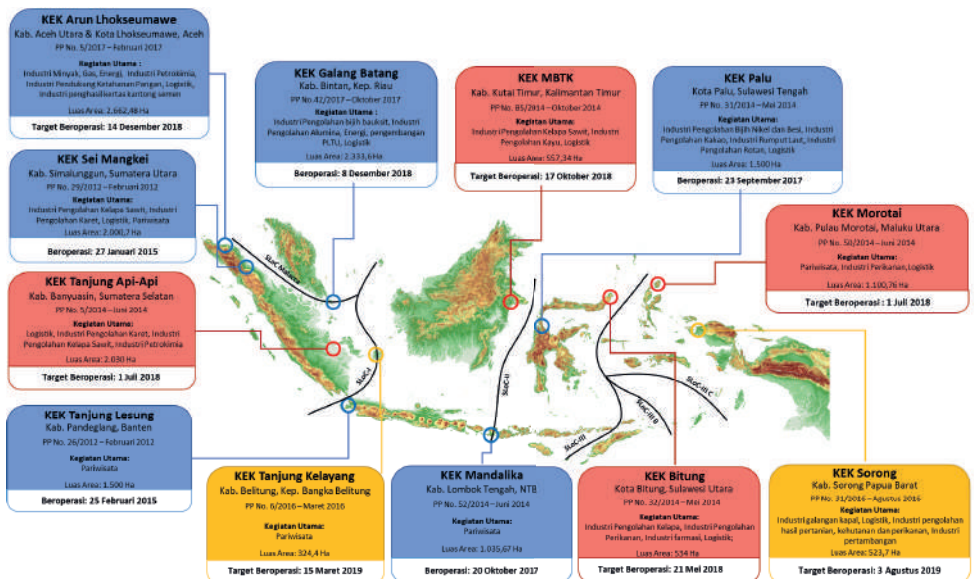 KEK Arun Lhokseumawe
Kab. Aceh Utara & Kota Lhokseumawe, Aceh
PP No. 5/2017 – Februari 2017
Kegiatan Utama :
Industri Minyak, Gas, Energi, Industri Petrokimia,
Industri Pendukung Ketahanan Pangan, Logistik,
Industri penghasil kertas kantong semen
Luas Area: 2.662,48 Ha
Target Beroperasi: 14 Desember 2018
KEK Sei Mangkei
Kab. Simalungun, Sumatera Utara
PP No. 29/2012 – Februari 2012
Kegiatan Utama:
Industri Pengolahan Kelapa Sawit, Industri
Pengolahan Karet, Logistik, Pariwisata
Luas Area: 2.000,7 Ha
Beroperasi: 27 Januari 2015
KEK Tanjung Api-Api
Kab. Banyuasin, Sumatera Selatan
PP No. 5/2014 – Juni 2014
Kegiatan Utama:
Logistik, Industri Pengolahan Karet, Industri
Pengolahan Kelapa Sawit, Industri Petrokimia
Luas Area: 2.030 Ha
Target Beroperasi: 1 Juli 2018
KEK Tanjung Lesung
Kab. Pandeglang, Banten
PP No. 26/2012 – Februari 2012
Kegiatan Utama:
Pariwisata
Luas Area: 1.500 Ha
Beroperasi: 25 Februari 2015
KEK Galang Batang
Kab. Bintan, Kep. Riau
PP No.42/2017 – Oktober 2017
Kegiatan Utama :
Industri Pengolahan bijih bauksit, Industri
Pengolahan Alumina, Energi, pengembangan
PLTU, Logistik
Luas Area: 2.333,6 Ha
Beroperasi: 8 Desember 2018
KEK MBTK
Kab. Kutai Timur, Kalimantan Timur
PP No. 85/2014 – Oktober 2014
Kegiatan Utama:
Industri Pengolahan Kelapa Sawit, Industri
Pengolahan Kayu, Logistik
Luas Area: 557,34 Ha
Target Beroperasi: 17 Oktober 2018
KEK Palu
Kota Palu, Sulawesi Tengah
PP No. 31/2014 – Mei 2014
Kegiatan Utama:
Industri Pengolahan Bijih Nikel dan Besi, Industri
Pengolahan Kakao, Industri Rumput Laut, Industri
Pengolahan Rotan, Logistik
Luas Area: 1.500 Ha
Beroperasi: 23 September 2017
KEK Morotai
Kab. Pulau Morotai, Maluku Utara
PP No. 50/2014 – Juni 2014
Kegiatan Utama:
Pariwisata, Industri Perikanan,Logistik
Luas Area: 1.100,76 Ha
Target Beroperasi : 1 Juli 2018
SLoC Malacca
SLoC-I
SLoC-II
SLoC-III
SLoC-III B
SLoC-III C
KEK Tanjung Kelayang
Kab. Belitung, Kep. Bangka Belitung
PP No. 6/2016 – Maret 2016
Kegiatan Utama:
Pariwisata
Luas Area: 324,4 Ha
Target Beroperasi: 15 Maret 2019
KEK Mandalika
Kab. Lombok Tengah, NTB
PP No. 52/2014 – Juni 2014
Kegiatan Utama:
Pariwisata
Luas Area: 1.035,67 Ha
Beroperasi: 20 Oktober 2017
KEK Bitung
Kota Bitung, Sulawesi Utara
PP No. 32/2014 – Mei 2014
Kegiatan Utama:
Industri Pengolahan Kelapa, Industri Pengolahan
Perikanan, Industri farmasi, Logistik;
Luas Area: 534 Ha
Target Beroperasi: 21 Mei 2018
KEK Sorong
Kab. Sorong Papua Barat
PP No. 31/2016 – Agustus 2016
Kegiatan Utama:
Industri galangan kapal, Logistik, Industri pengolahan
hasil pertanian, kehutanan dan perikanan, Industri
pertambangan
Luas Area: 523,7 Ha
Target Beroperasi: 3 Agustus 2019